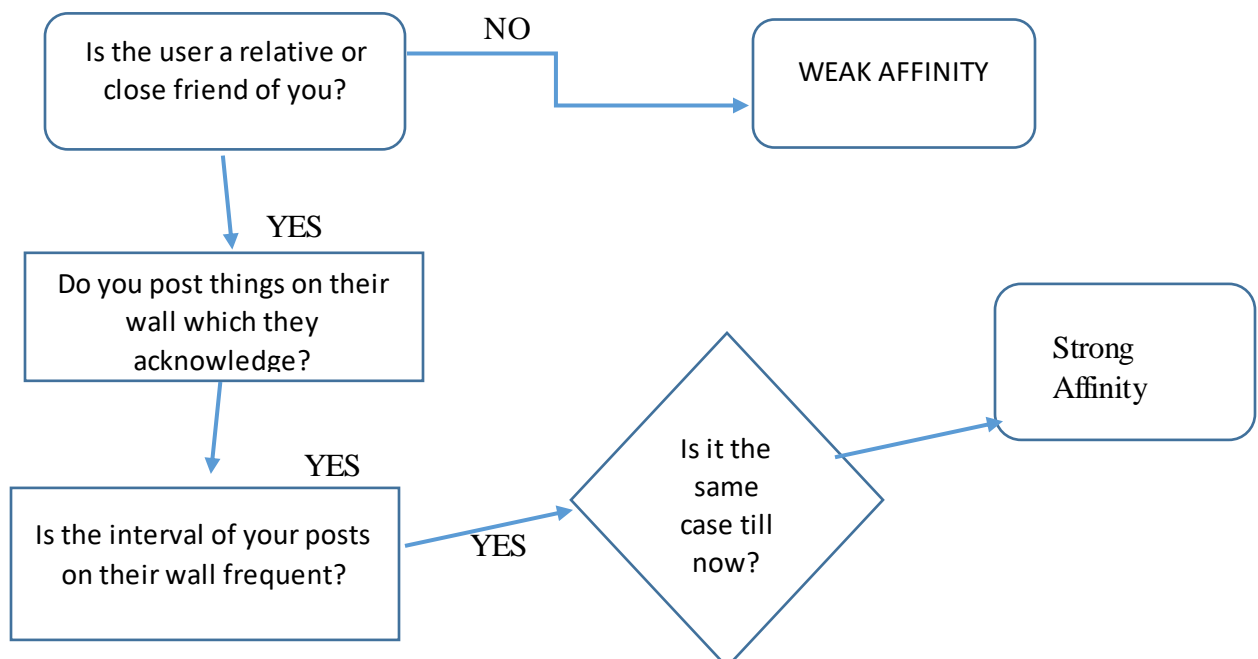 Is the user a relative or
close friend of you?
NO
WEAK AFFINITY
YES
Do you post things on their
wall which they
acknowledge?
Strong
Affinity
YES
Is the interval of your posts
on their wall frequent?
YES
Is it the
same
case till
now?